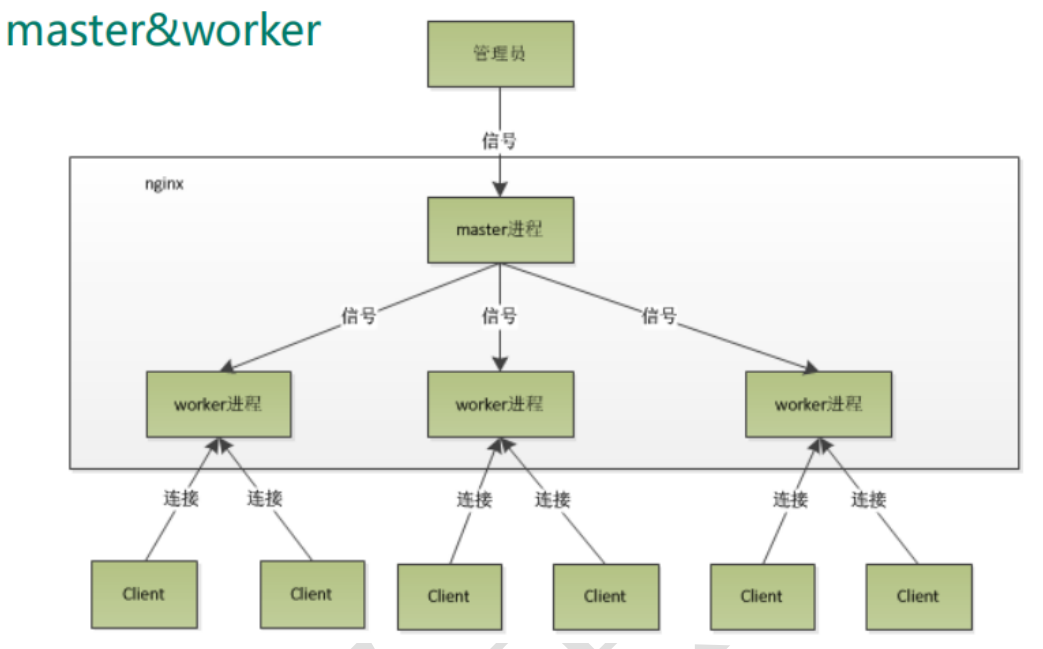 master&worker
管理员
信号
nginx
master进程
信号
信号
信号
worker进程
worker进程
worker进程
连接
连接
连接
连接
连接
连接
Client
Client
Client
Client
Client
Client